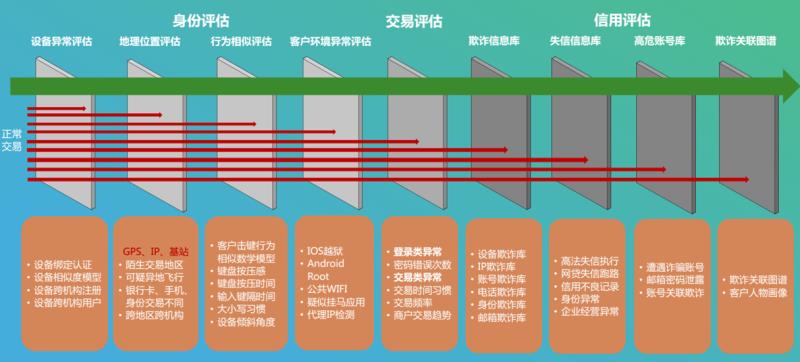 身份评估
交易评估
信用评估
设备异常评估
地理位置评估
行为相似评估
客户环境异常评估
欺诈信息库
失信信息库
高危账号库
欺诈关联图谱
正常
交易
• 设备绑定认证
• 设备相似度模型
• 设备跨机构注册
• 设备跨机构用户
GPS、IP、基站
• 陌生交易地区
• 可疑异地飞行
• 银行卡、手机、
身份交易不同
• 跨地区跨机构
• 客户击键行为
相似数学模型
• 键盘按压感
• 键盘按压时间
• 输入键隔时间
• 大小写习惯
• 设备倾斜角度
• IOS越狱
• Android
Root
• 公共WIFI
• 疑似挂马应用
• 代理IP检测
• 登录类异常
• 密码错误次数
• 交易类异常
• 交易时间习惯
• 交易频率
• 商户交易趋势
• 设备欺诈库
• IP欺诈库
• 账号欺诈库
• 电话欺诈库
• 身份欺诈库
• 邮箱欺诈库
• 高法失信执行
• 网贷失信跑路
• 信用不良记录
• 身份异常
• 企业经营异常
• 遭遇诈骗账号
• 邮箱密码泄露
• 账号关联欺诈
• 欺诈关联图谱
• 客户人物画像